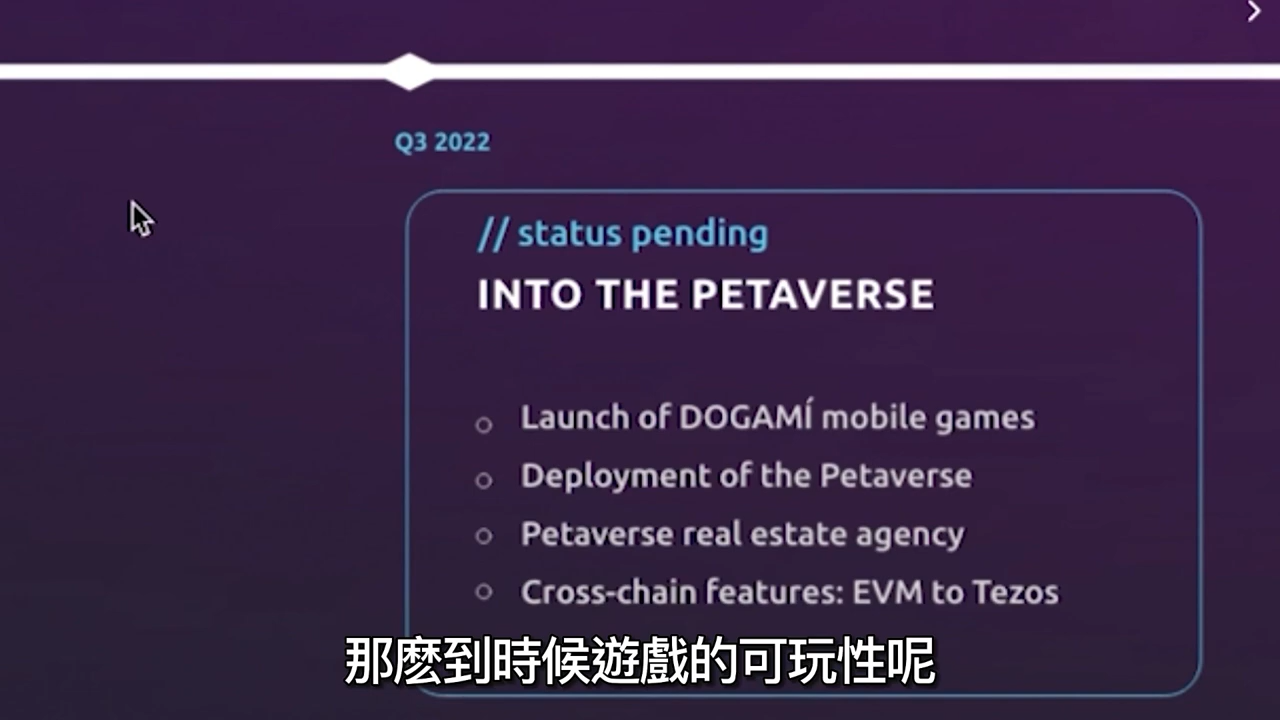 Q3 2022
// status pending
INTO THE PETAVERSE
Launch of DOGAMÍ mobile games
Deployment of the Petaverse
Petaverse real estate agency
Cross-chain features: EVM to Tezos
那麽到時候遊戲的可玩性呢